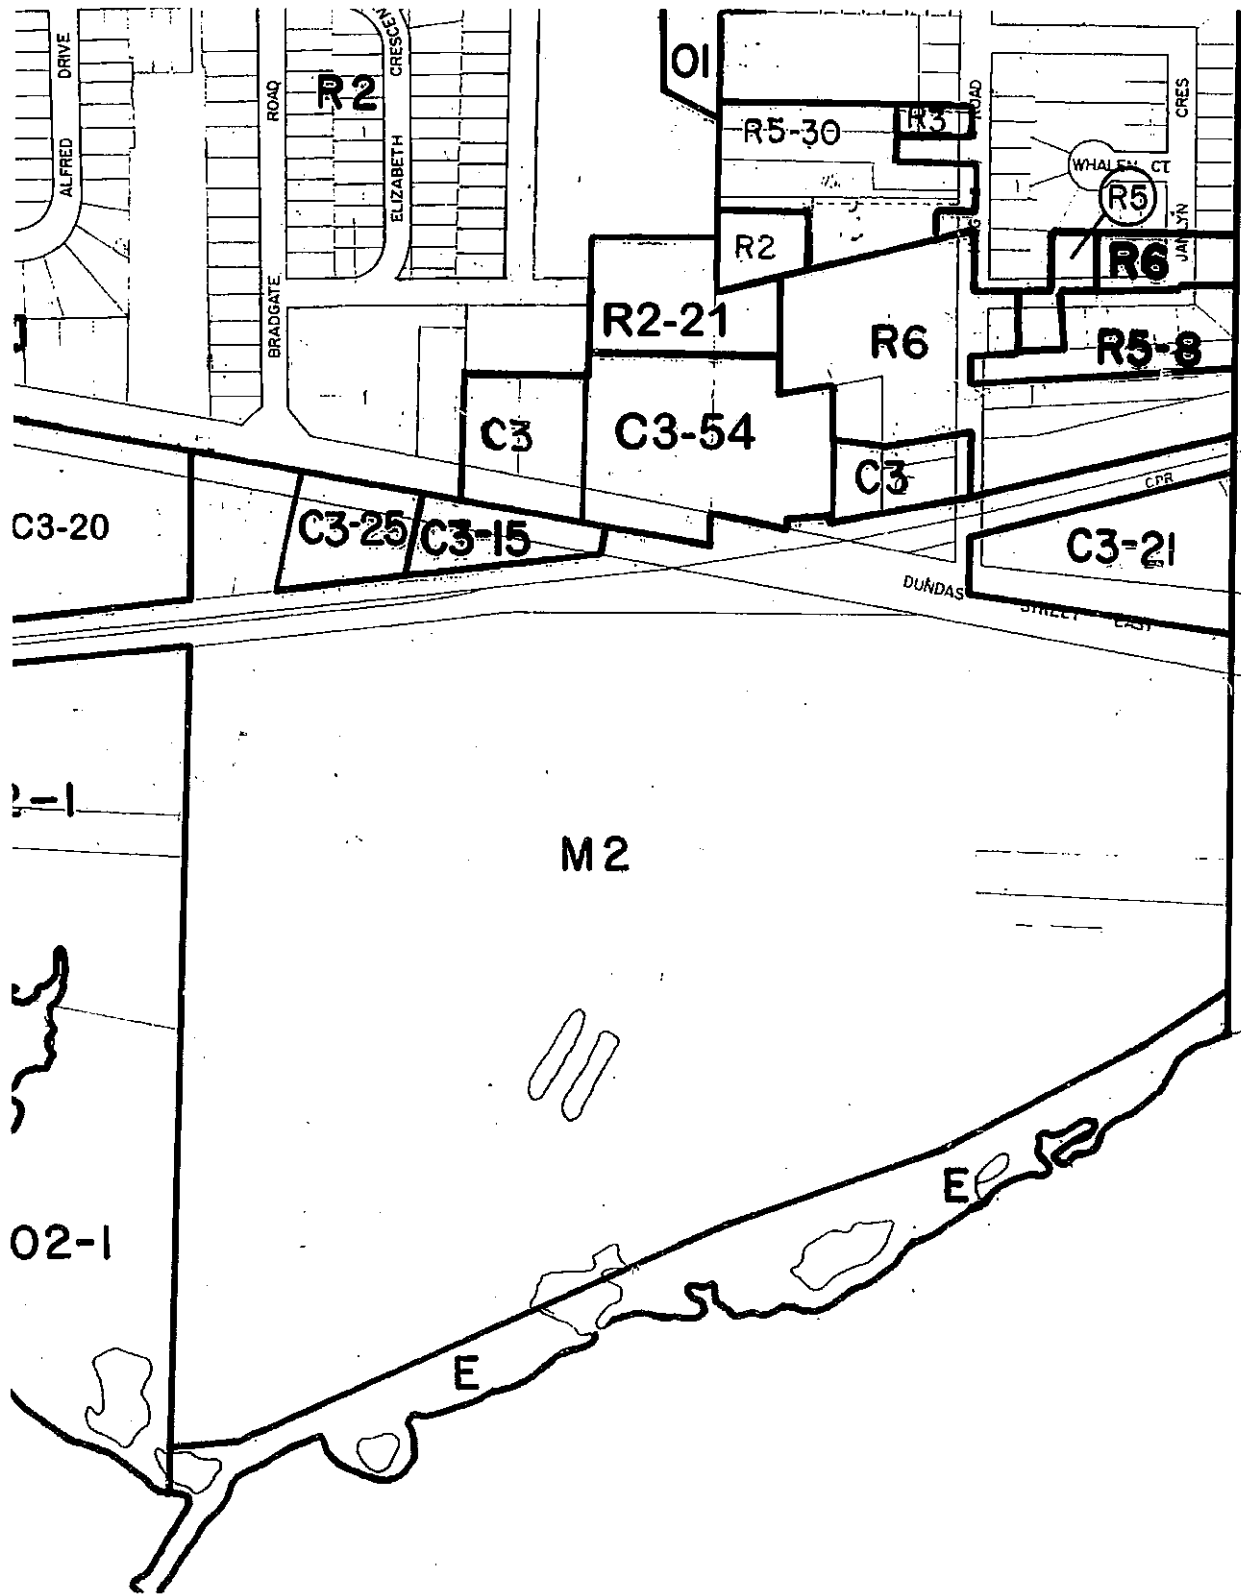 ALFRED DRIVE
ROAD
BRADGATE
R2
ELIZABETH
O1
R5-30
R3
ROAD
CRES
WHALEN CT
R5
R2
R6
R2-21
R6
R5-8
C3
C3-54
C3
CPR
C3-20
C3-25
C3-15
C3-21
DUNDAS STREET EAST
-1
M2
E
O2-1
E